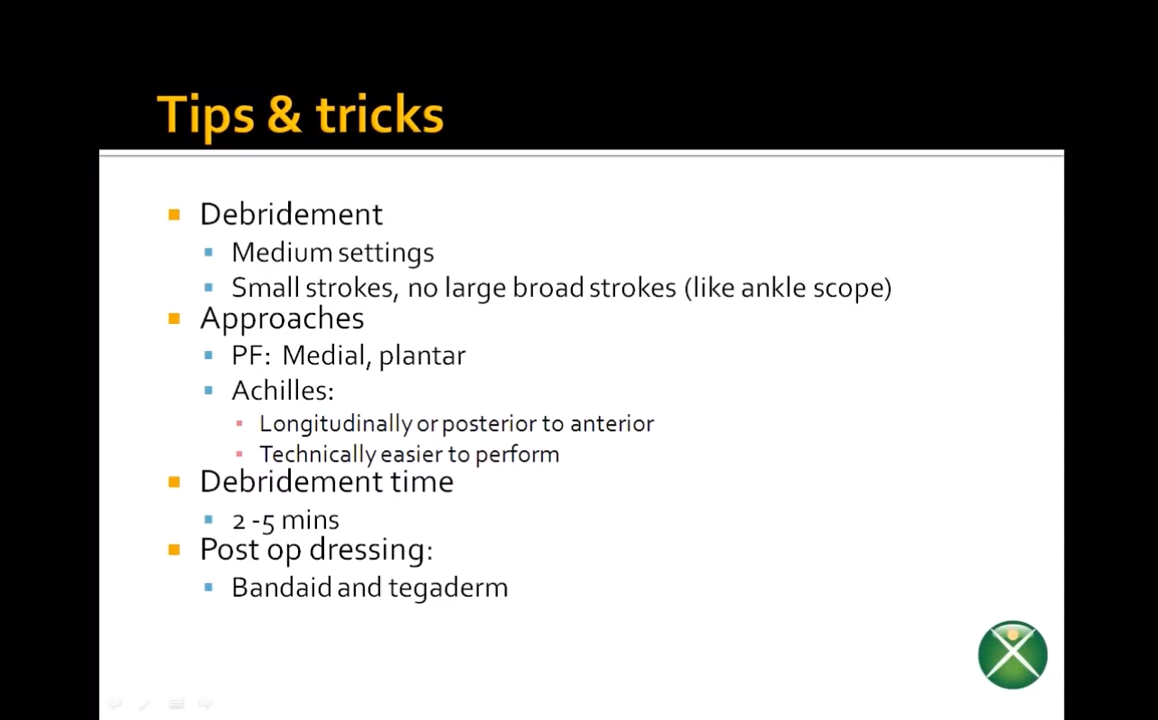 Tips & tricks
Debridement
Medium settings
Small strokes, no large broad strokes (like ankle scope)
Approaches
PF: Medial, plantar
Achilles:
Longitudinally or posterior to anterior
Technically easier to perform
Debridement time
2 -5 mins
Post op dressing:
Bandaid and tegaderm